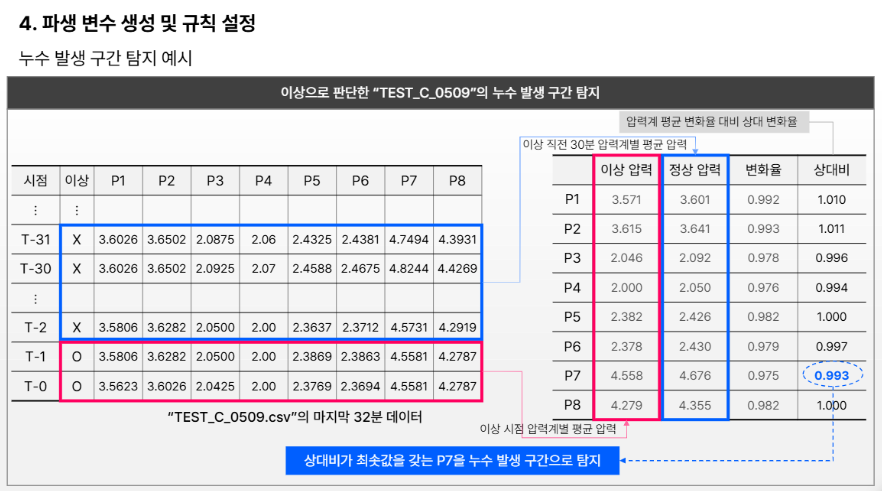 4. 파생 변수 생성 및 규칙 설정
누수 발생 구간 탐지 예시
이상으로 판단한 “TEST_C_0509”의 누수 발생 구간 탐지
압력계 평균 변화율 대비 상대 변화율
이상 직전 30분 압력계별 평균 압력
시점 이상 P1 P2 P3 P4 P5 P6 P7 P8
⋮ ⋮
T-31 X 3.6026 3.6502 2.0875 2.06 2.4325 2.4381 4.7494 4.3931
T-30 X 3.6026 3.6502 2.0925 2.07 2.4588 2.4675 4.8244 4.4269
⋮
T-2 X 3.5806 3.6282 2.0500 2.00 2.3637 2.3712 4.5731 4.2919
T-1 O 3.5806 3.6282 2.0500 2.00 2.3869 2.3863 4.5581 4.2787
T-0 O 3.5623 3.6026 2.0425 2.00 2.3769 2.3694 4.5581 4.2787
“TEST_C_0509.csv”의 마지막 32분 데이터
이상 압력 정상 압력 변화율 상대비
P1 3.571 3.601 0.992 1.010
P2 3.615 3.641 0.993 1.011
P3 2.046 2.092 0.978 0.996
P4 2.000 2.050 0.976 0.994
P5 2.382 2.426 0.982 1.000
P6 2.378 2.430 0.979 0.997
P7 4.558 4.676 0.975 0.993
P8 4.279 4.355 0.982 1.000
이상 시점 압력계별 평균 압력
상대비가 최솟값을 갖는 P7을 누수 발생 구간으로 탐지